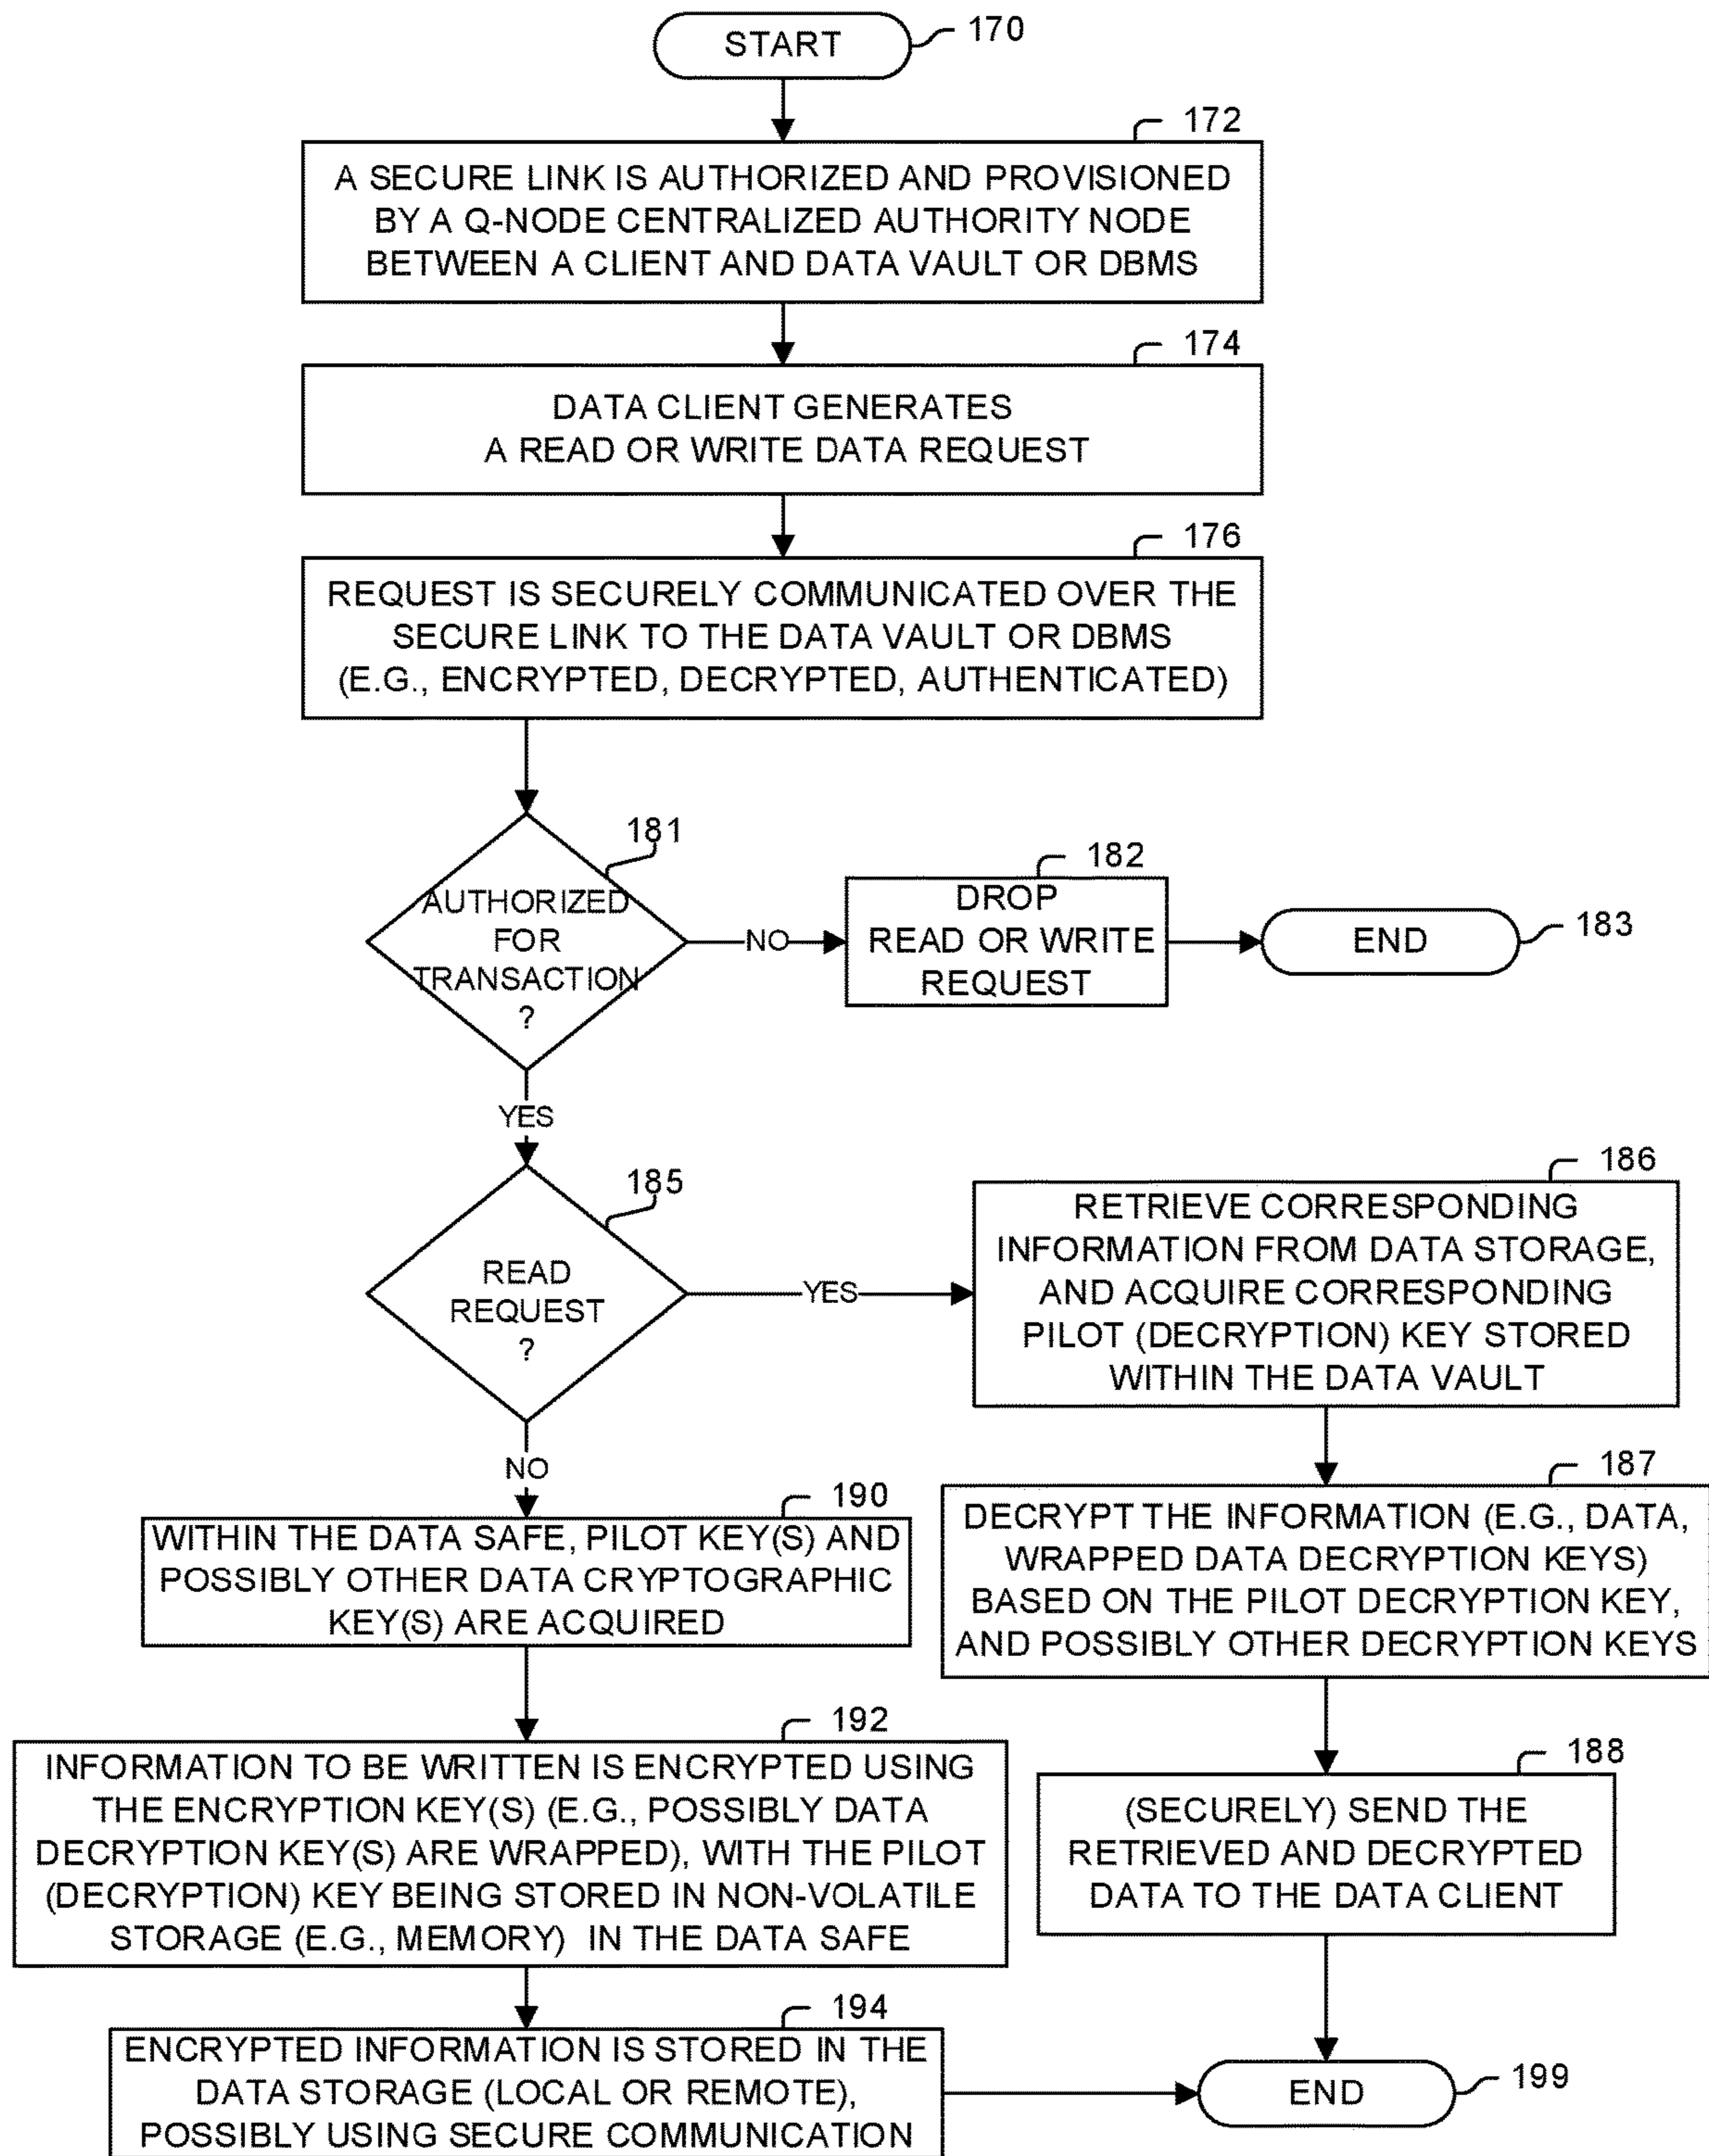 START
170
172
A SECURE LINK IS AUTHORIZED AND PROVISIONED
BY A Q-NODE CENTRALIZED AUTHORITY NODE
BETWEEN A CLIENT AND DATA VAULT OR DBMS
174
DATA CLIENT GENERATES
A READ OR WRITE DATA REQUEST
176
REQUEST IS SECURELY COMMUNICATED OVER THE
SECURE LINK TO THE DATA VAULT OR DBMS
(E.G., ENCRYPTED, DECRYPTED, AUTHENTICATED)
181
AUTHORIZED
FOR
TRANSACTION
?
NO
182
DROP
READ OR WRITE
REQUEST
END
183
YES
185
READ
REQUEST
?
YES
186
RETRIEVE CORRESPONDING
INFORMATION FROM DATA STORAGE,
AND ACQUIRE CORRESPONDING
PILOT (DECRYPTION) KEY STORED
WITHIN THE DATA VAULT
187
DECRYPT THE INFORMATION (E.G., DATA,
WRAPPED DATA DECRYPTION KEYS)
BASED ON THE PILOT DECRYPTION KEY,
AND POSSIBLY OTHER DECRYPTION KEYS
188
(SECURELY) SEND THE
RETRIEVED AND DECRYPTED
DATA TO THE DATA CLIENT
NO
190
WITHIN THE DATA SAFE, PILOT KEY(S) AND
POSSIBLY OTHER DATA CRYPTOGRAPHIC
KEY(S) ARE ACQUIRED
192
INFORMATION TO BE WRITTEN IS ENCRYPTED USING
THE ENCRYPTION KEY(S) (E.G., POSSIBLY DATA
DECRYPTION KEY(S) ARE WRAPPED), WITH THE PILOT
(DECRYPTION) KEY BEING STORED IN NON-VOLATILE
STORAGE (E.G., MEMORY) IN THE DATA SAFE
194
ENCRYPTED INFORMATION IS STORED IN THE
DATA STORAGE (LOCAL OR REMOTE),
POSSIBLY USING SECURE COMMUNICATION
END
199